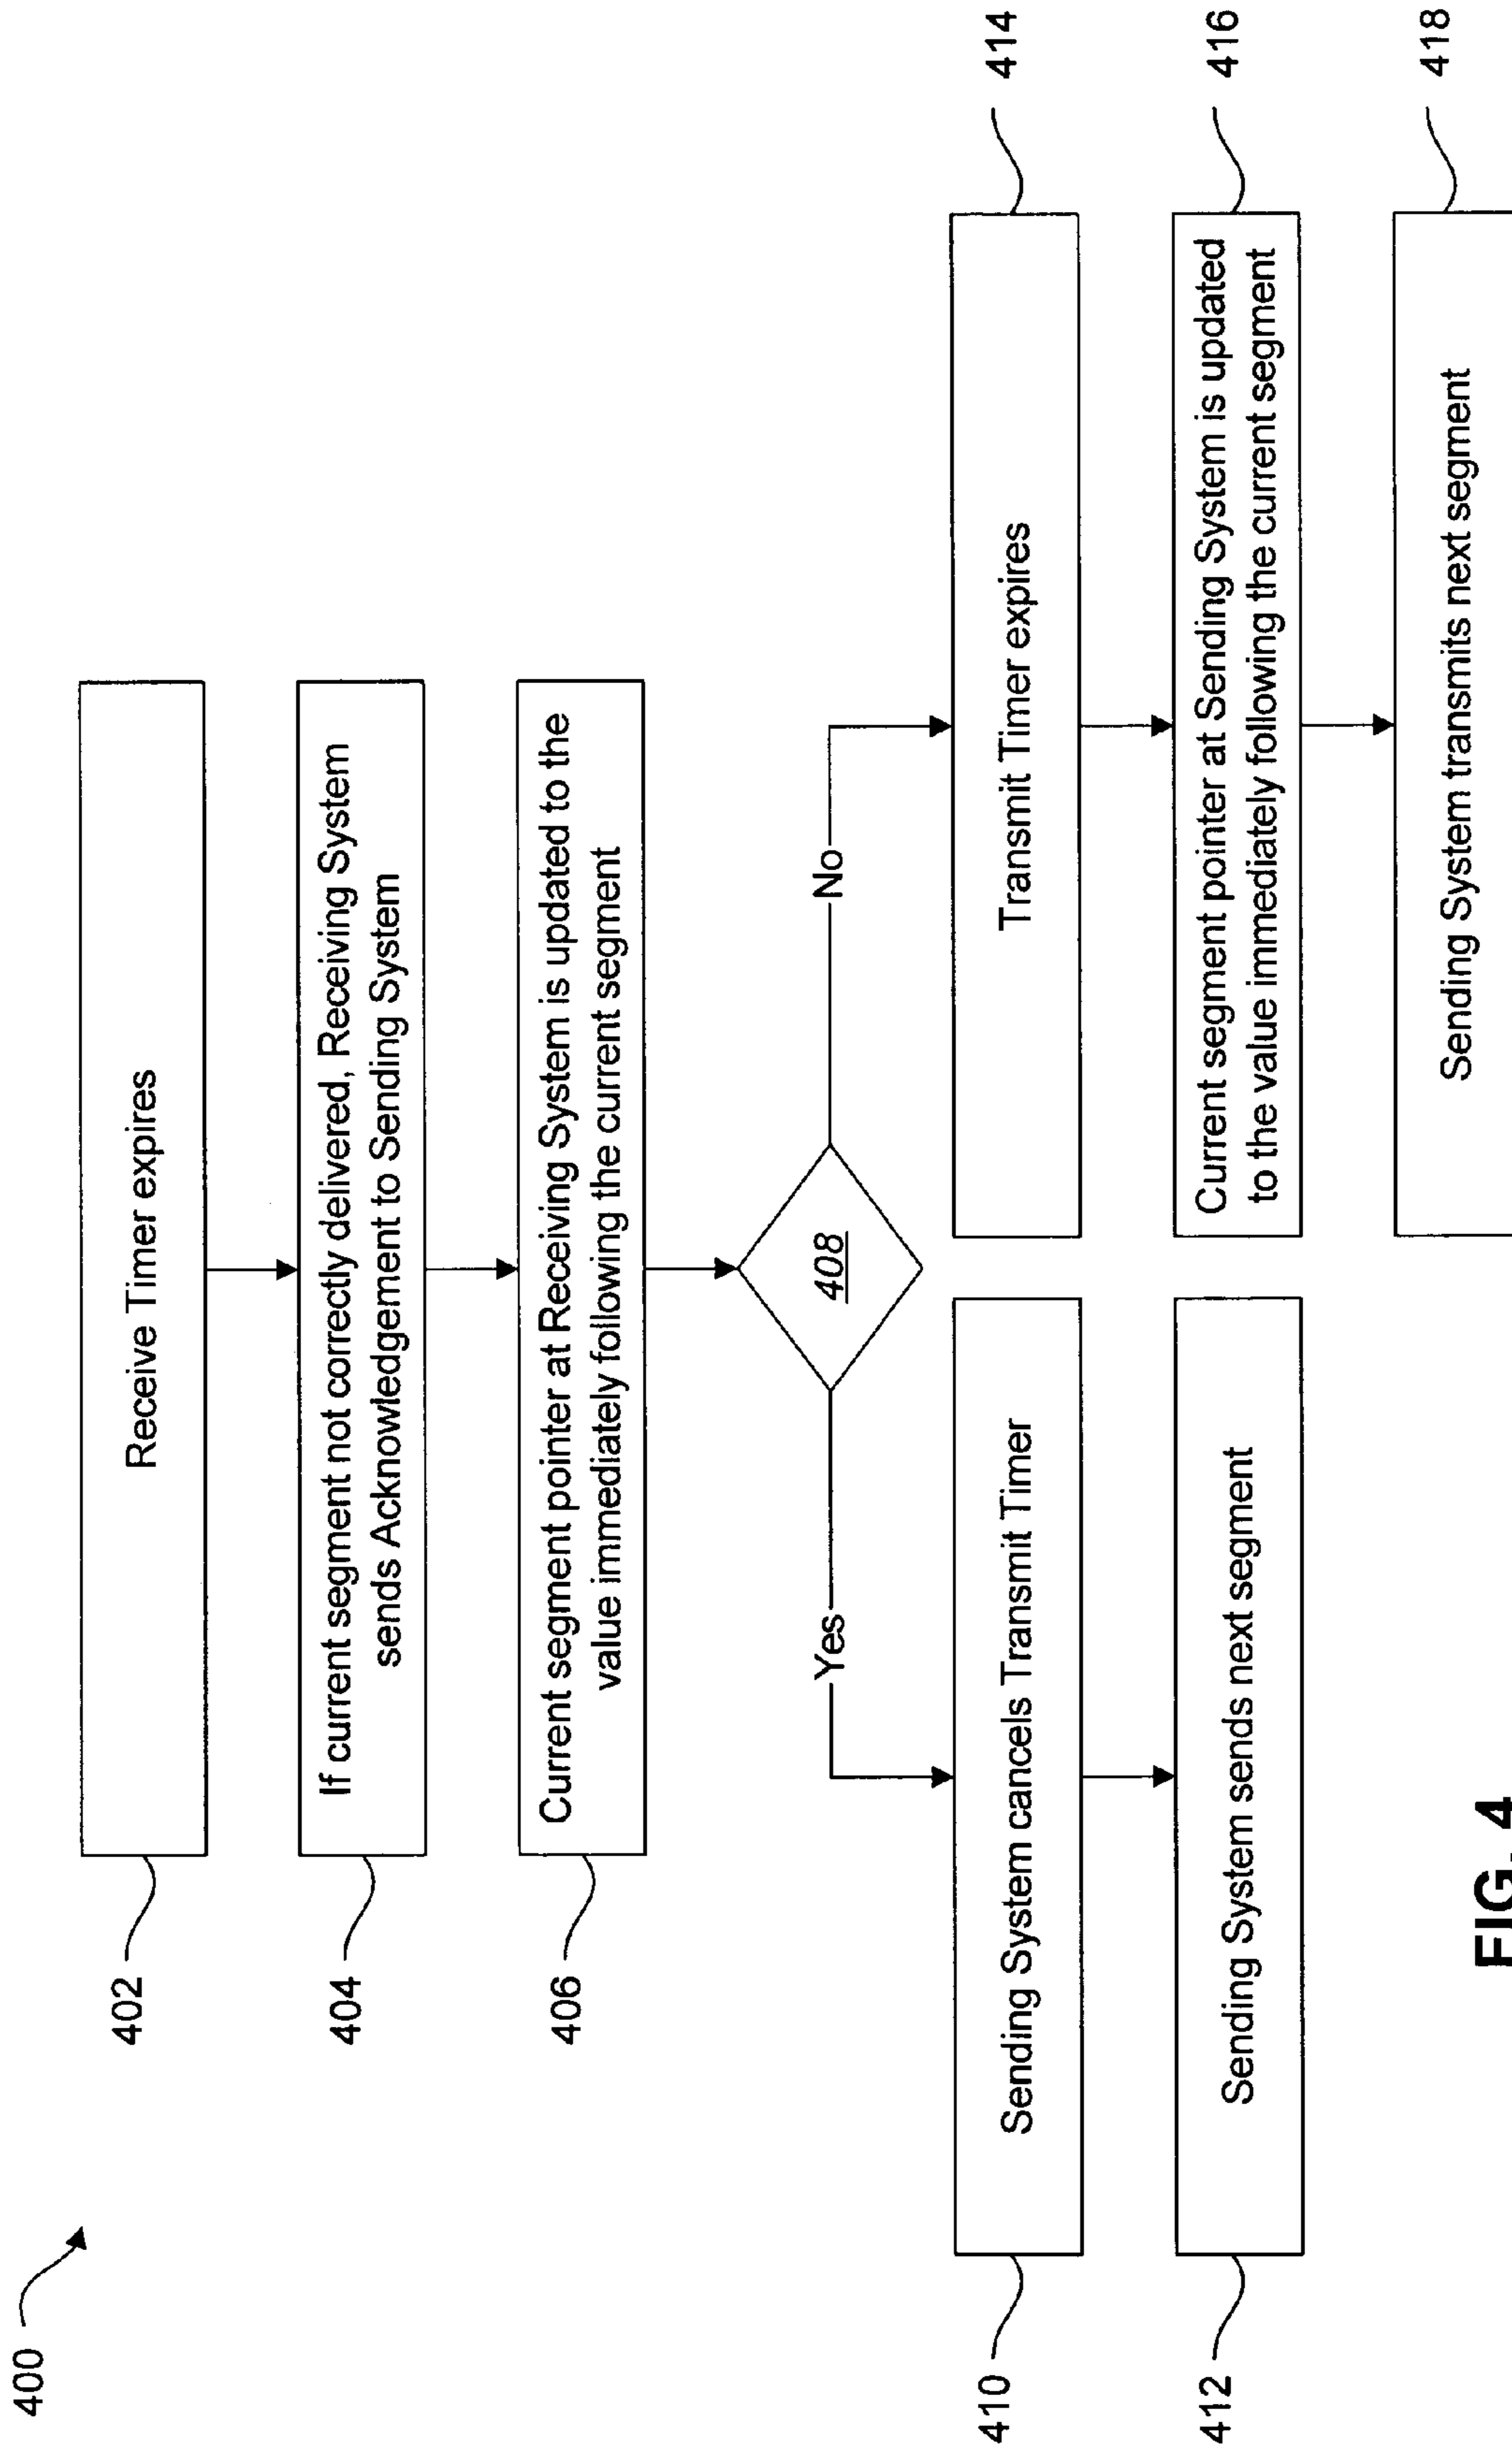 400
402
Receive Timer expires
404
If current segment not correctly delivered, Receiving System
sends Acknowledgement to Sending System
406
Current segment pointer at Receiving System is updated to the
value immediately following the current segment
408
Yes
No
410
Sending System cancels Transmit Timer
Transmit Timer expires
414
412
Sending System sends next segment
Current segment pointer at Sending System is updated
to the value immediately following the current segment
416
Sending System transmits next segment
418
FIG. 4